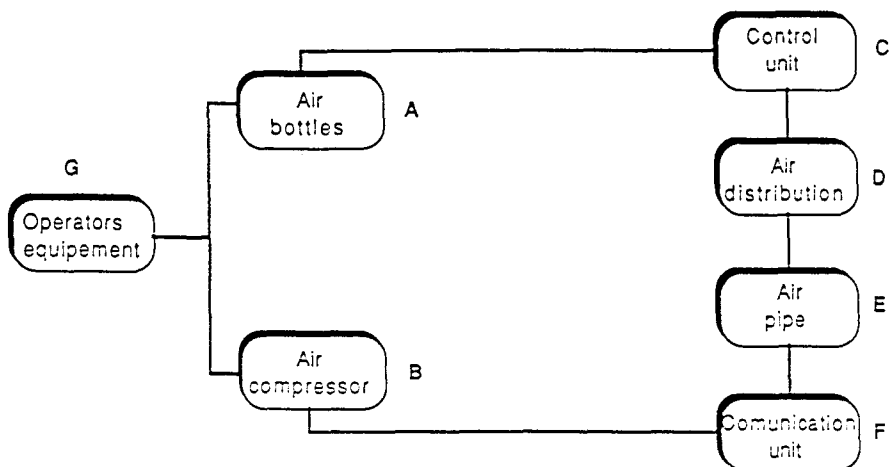 Control
unit
C
Air
bottles
A
G
Air
distribution
D
Operators
equipement
Air
pipe
E
Air
compressor
B
Comunication
unit
F